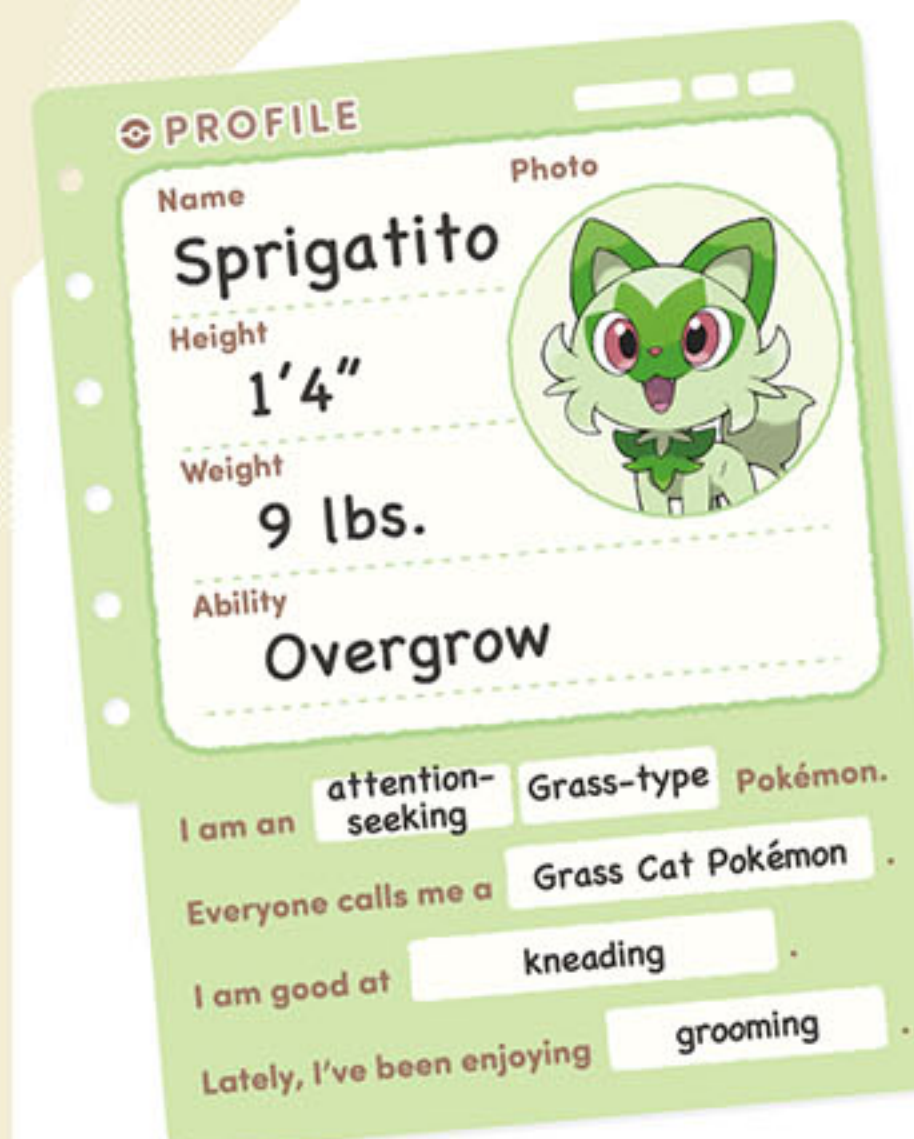 PROFILE
Name
Photo
Sprigatito
Height
1'4"
Weight
9 lbs.
Ability
Overgrow
I am an attention-seeking Grass-type Pokémon.
Everyone calls me a Grass Cat Pokémon.
I am good at kneading.
Lately, I've been enjoying grooming.